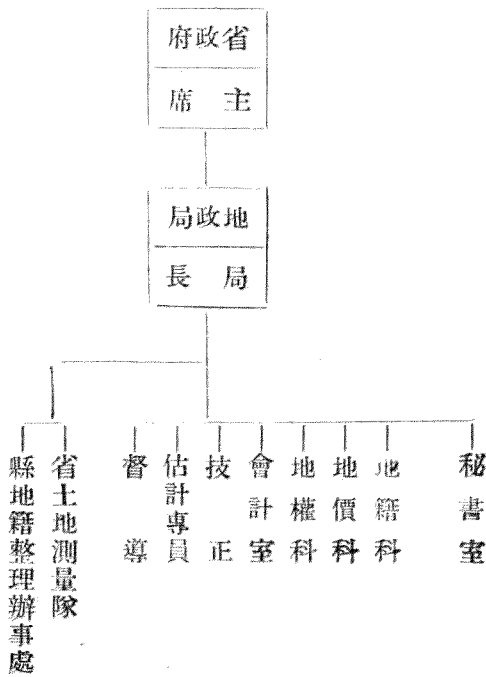 省政府
主席
地政局
局長
秘書室
地籍科
地價科
地權科
會計室
技正
估計專員
督導
省土地測量隊
縣地籍整理辦事處